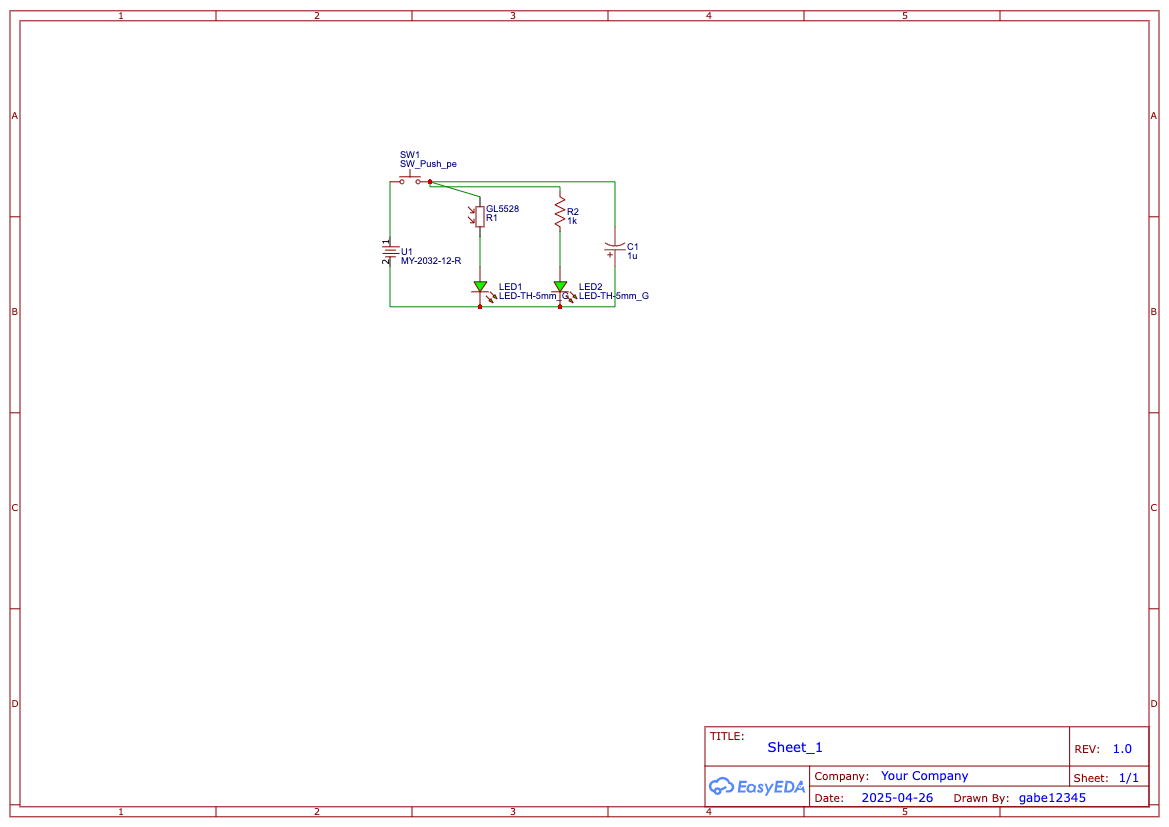 1 2 3 4 5
A A
SW1
SW_Push_pe
GL5528
R1
R2
1k
1
U1
2
MY-2032-12-R
C1
1u
LED1
LED-TH-5mm_G
LED2
LED-TH-5mm_G
B B
C C
D D
TITLE:
Sheet_1
REV: 1.0
EasyEDA
Company: Your Company
Sheet: 1/1
Date: 2025-04-26 Drawn By: gabe12345
1 2 3 4 5